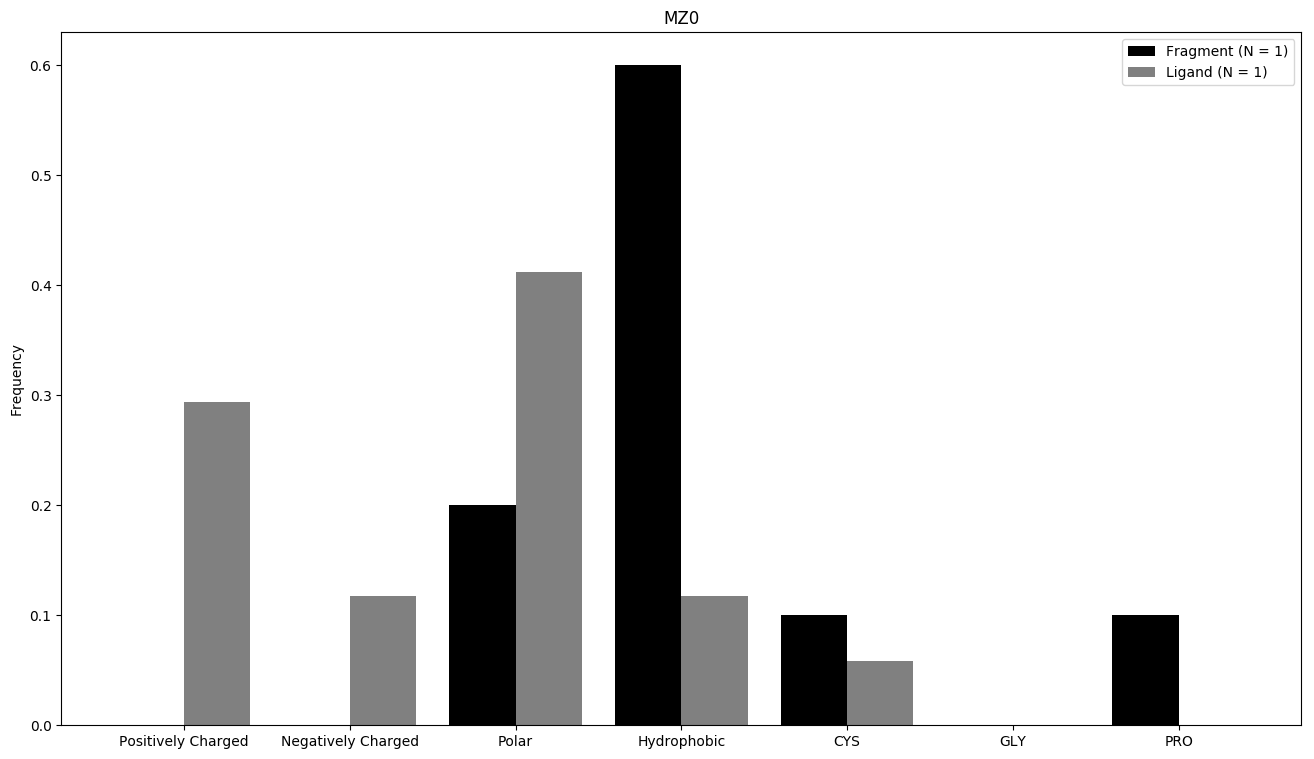 MZ0
Fragment (N = 1)
Ligand (N = 1)
Frequency
0.6
0.5
0.4
0.3
0.2
0.1
0.0
Positively Charged Negatively Charged Polar Hydrophobic CYS GLY PRO